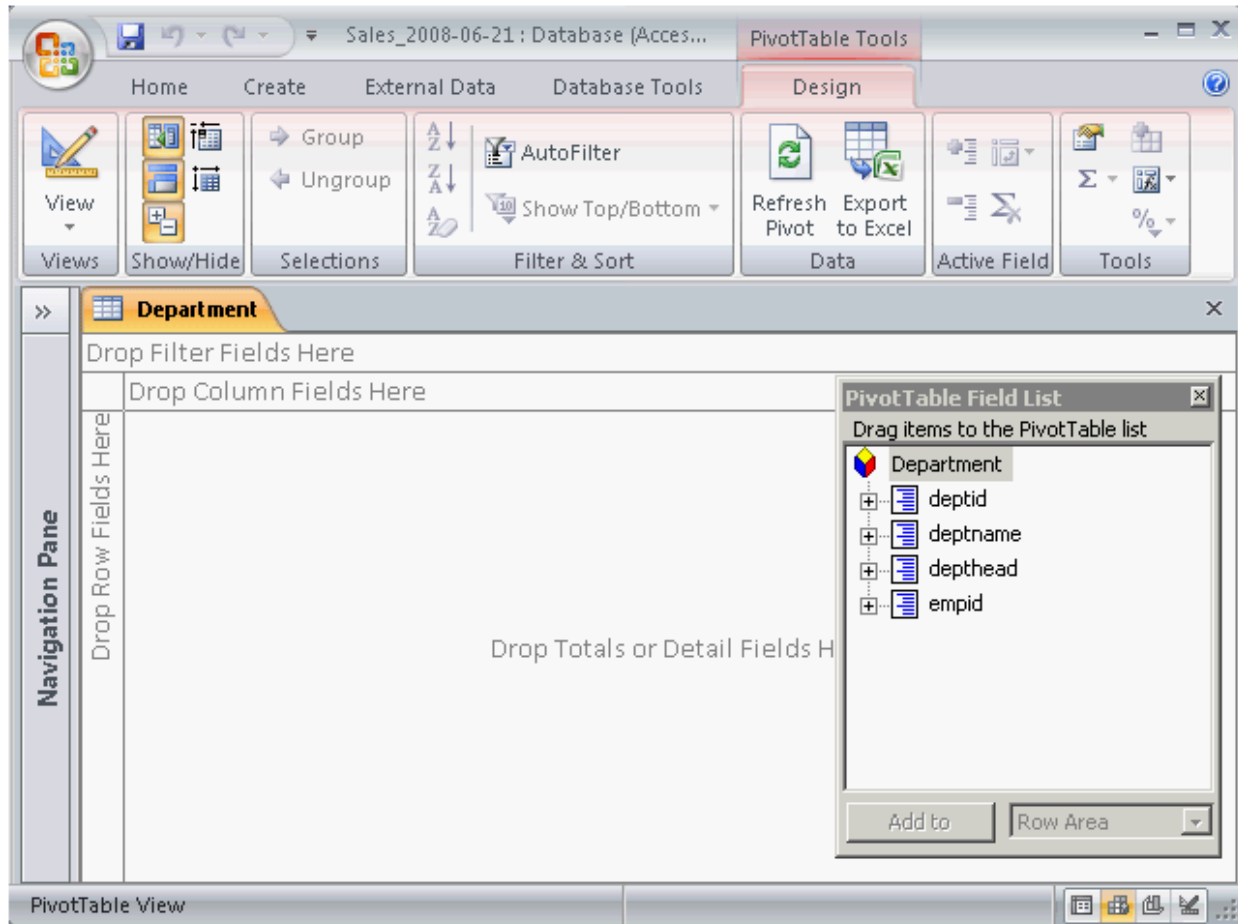 Sales_2008-06-21 : Database (Acces...
PivotTable Tools
Home Create External Data Database Tools Design
View
Group
Ungroup
AutoFilter
Show Top/Bottom
Refresh Pivot
Export to Excel
Views Show/Hide Selections Filter & Sort Data Active Field Tools
Department
Drop Filter Fields Here
Drop Column Fields Here
Drop Row Fields Here
Drop Totals or Detail Fields H
Navigation Pane
PivotTable Field List
Drag items to the PivotTable list
Department
deptid
deptname
depthead
empid
Add to Row Area
PivotTable View